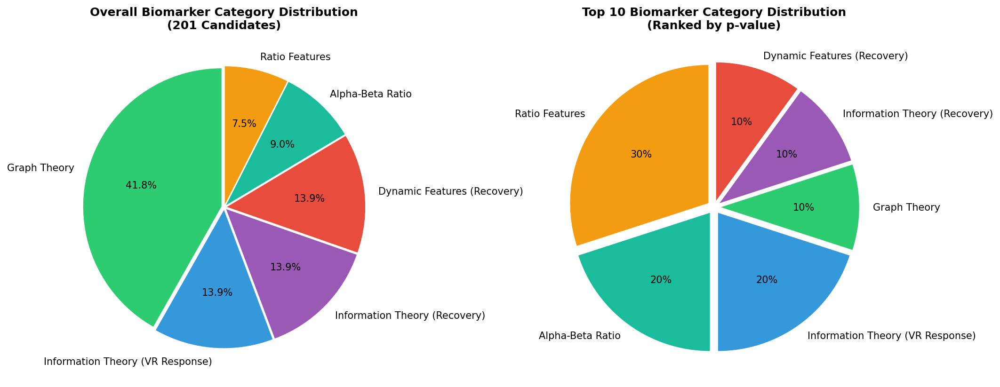 Overall Biomarker Category Distribution
(201 Candidates)
Ratio Features
Alpha-Beta Ratio
7.5%
9.0%
Graph Theory
41.8%
Dynamic Features (Recovery)
13.9%
13.9%
13.9%
Information Theory (Recovery)
Information Theory (VR Response)
Top 10 Biomarker Category Distribution
(Ranked by p-value)
Dynamic Features (Recovery)
Ratio Features
Information Theory (Recovery)
10%
30%
10%
10%
Graph Theory
20%
20%
Alpha-Beta Ratio
Information Theory (VR Response)